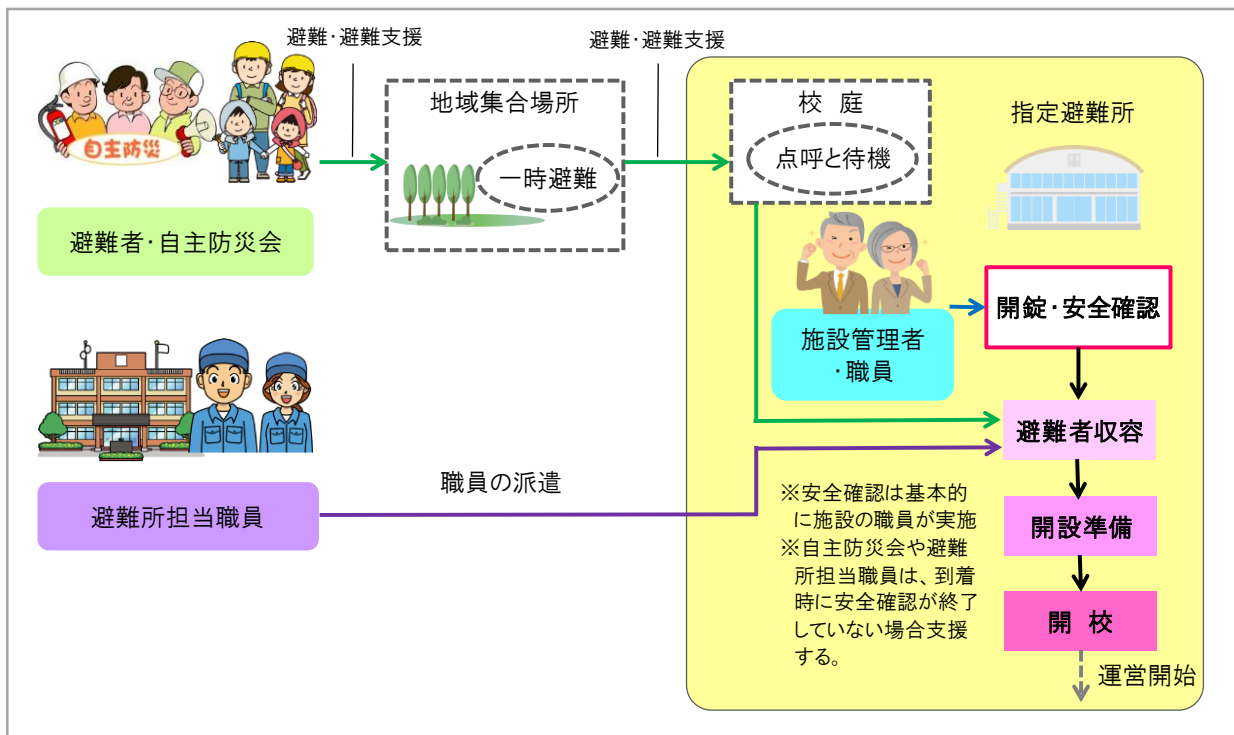 避難・避難支援
避難・避難支援
自主防災
地域集合場所
一時避難
校 庭
点呼と待機
指定避難所
避難者・自主防災会
施設管理者
・職員
開錠・安全確認
避難者収容
職員の派遣
避難所担当職員
※安全確認は基本的
に施設の職員が実施
※自主防災会や避難
所担当職員は、到着
時に安全確認が終了
していない場合支援
する。
開設準備
開 校
運営開始